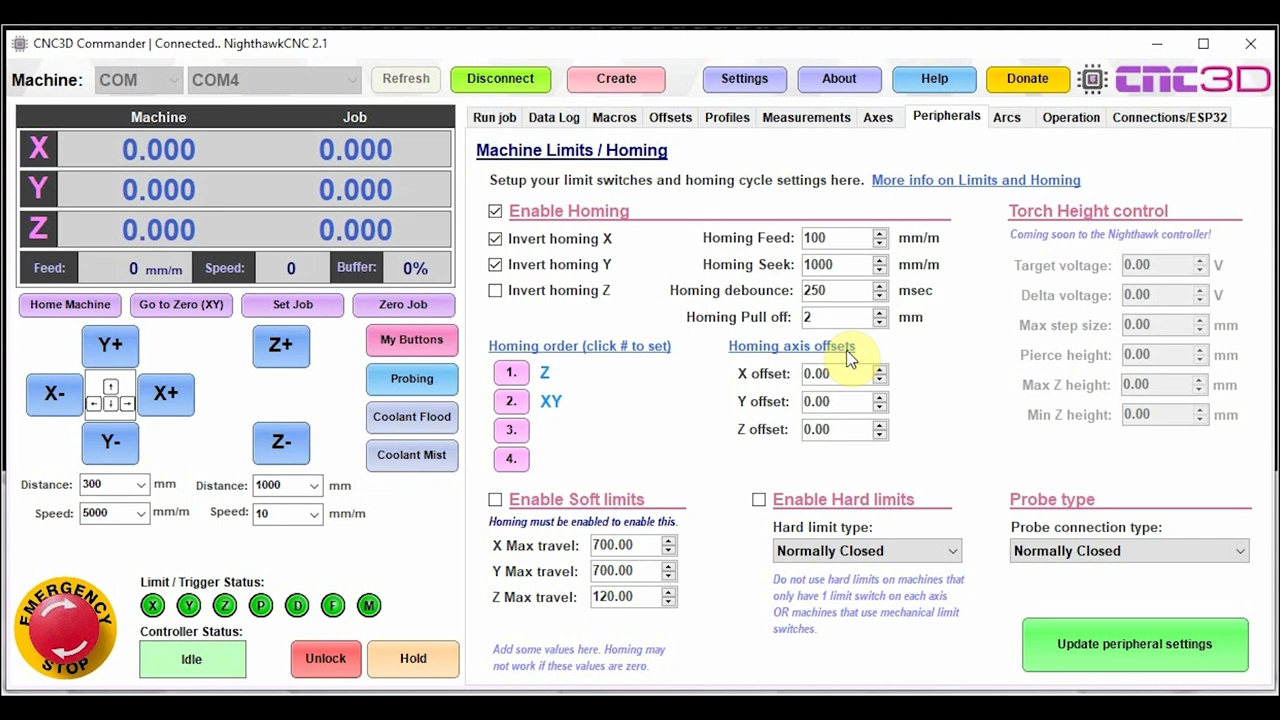 CNC3D Commander | Connected.. NighthawkCNC 2.1
Machine: COM COM4 Refresh Disconnect Create Settings About Help Donate CNC3D
Machine Job
X 0.000 0.000
Y 0.000 0.000
Z 0.000 0.000
Feed: 0 mm/m Speed: 0 Buffer: 0%
Home Machine Go to Zero (XY) Set Job Zero Job
Y+ Z+ My Buttons
X- X+ Probing
Coolant Flood
Y- Z- Coolant Mist
Distance: 300 mm Distance: 1000 mm
Speed: 5000 mm/m Speed: 10 mm/m
EMERGENCY STOP
Limit / Trigger Status:
X Y Z P D F M
Controller Status:
Idle Unlock Hold
Run job Data Log Macros Offsets Profiles Measurements Axes Peripherals Arcs Operation Connections/ESP32
Machine Limits / Homing
Setup your limit switches and homing cycle settings here. More info on Limits and Homing
Enable Homing
Invert homing X Homing Feed: 100 mm/m
Invert homing Y Homing Seek: 1000 mm/m
Invert homing Z Homing debounce: 250 msec
Homing Pull off: 2 mm
Homing order (click # to set) Homing axis offsets
1. Z X offset: 0.00
2. XY Y offset: 0.00
3. Z offset: 0.00
4.
Torch Height control
Coming soon to the Nighthawk controller!
Target voltage: 0.00 V
Delta voltage: 0.00 V
Max step size: 0.00 mm
Pierce height: 0.00 mm
Max Z height: 0.00 mm
Min Z height: 0.00 mm
Enable Soft limits
Homing must be enabled to enable this.
X Max travel: 700.00
Y Max travel: 700.00
Z Max travel: 120.00
Add some values here. Homing may
not work if these values are zero.
Enable Hard limits
Hard limit type:
Normally Closed
Do not use hard limits on machines that
only have 1 limit switch on each axis
OR machines that use mechanical limit
switches.
Probe type
Probe connection type:
Normally Closed
Update peripheral settings